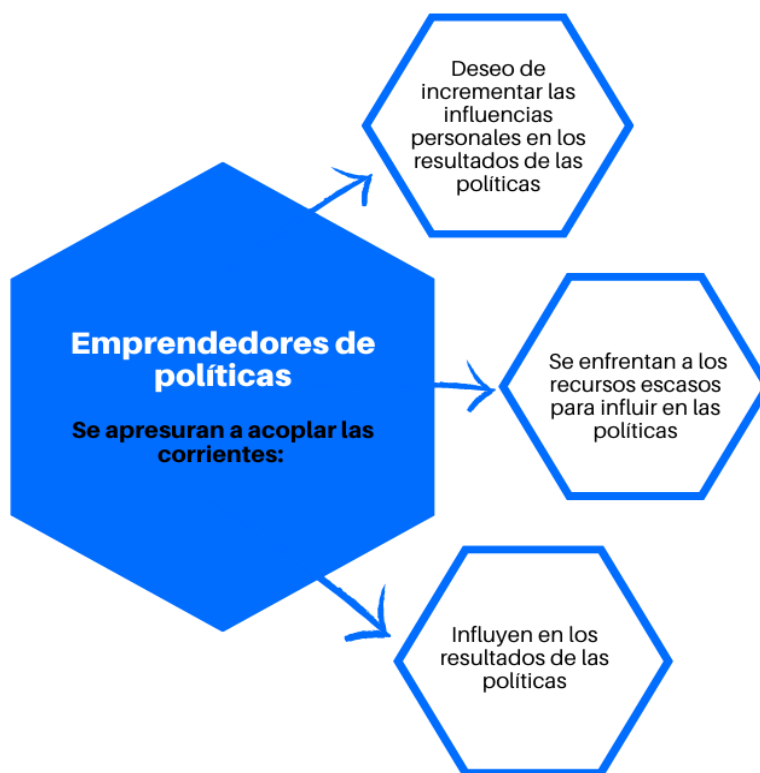 Deseo de
incrementar las
influencias
personales en los
resultados de las
políticas
Emprendedores de
políticas
Se apresuran a acoplar las
corrientes:
Se enfrentan a los
recursos escasos
para influir en las
políticas
Influyen en los
resultados de las
políticas